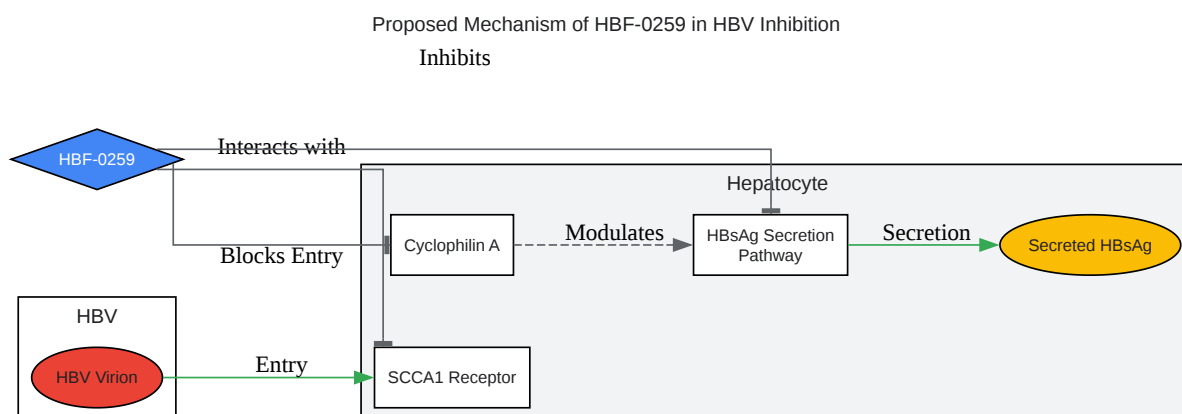 Proposed Mechanism of HBF-0259 in HBV Inhibition
Inhibits
HBF-0259
Interacts with
Hepatocyte
Cyclophilin A
Modulates
HBsAg Secretion
Pathway
Secretion
Secreted HBsAg
Blocks Entry
HBV
HBV Virion
Entry
SCCA1 Receptor